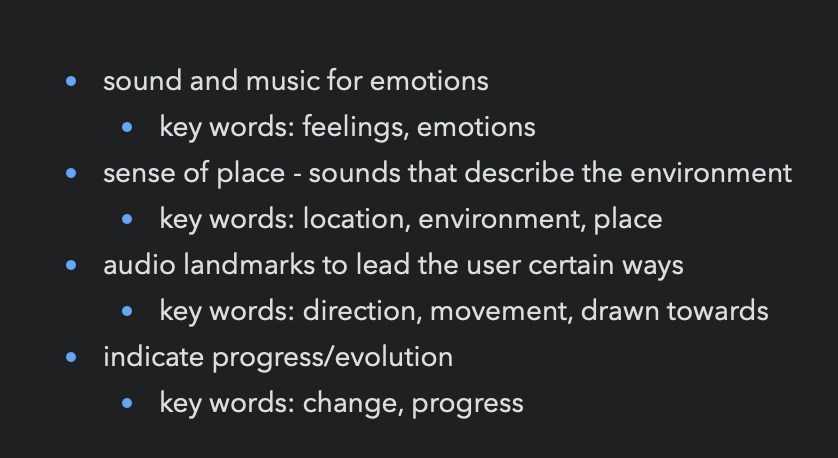 sound and music for emotions
key words: feelings, emotions
sense of place - sounds that describe the environment
key words: location, environment, place
audio landmarks to lead the user certain ways
key words: direction, movement, drawn towards
indicate progress/evolution
key words: change, progress